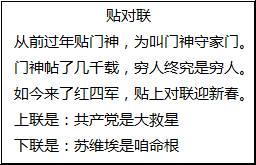 贴对联
从前过年贴门神，为叫门神守家门。
门神帖了几千载，穷人终究是穷人。
如今来了红四军，贴上对联迎新春。
上联是：共产党是大救星
下联是：苏维埃是咱命根